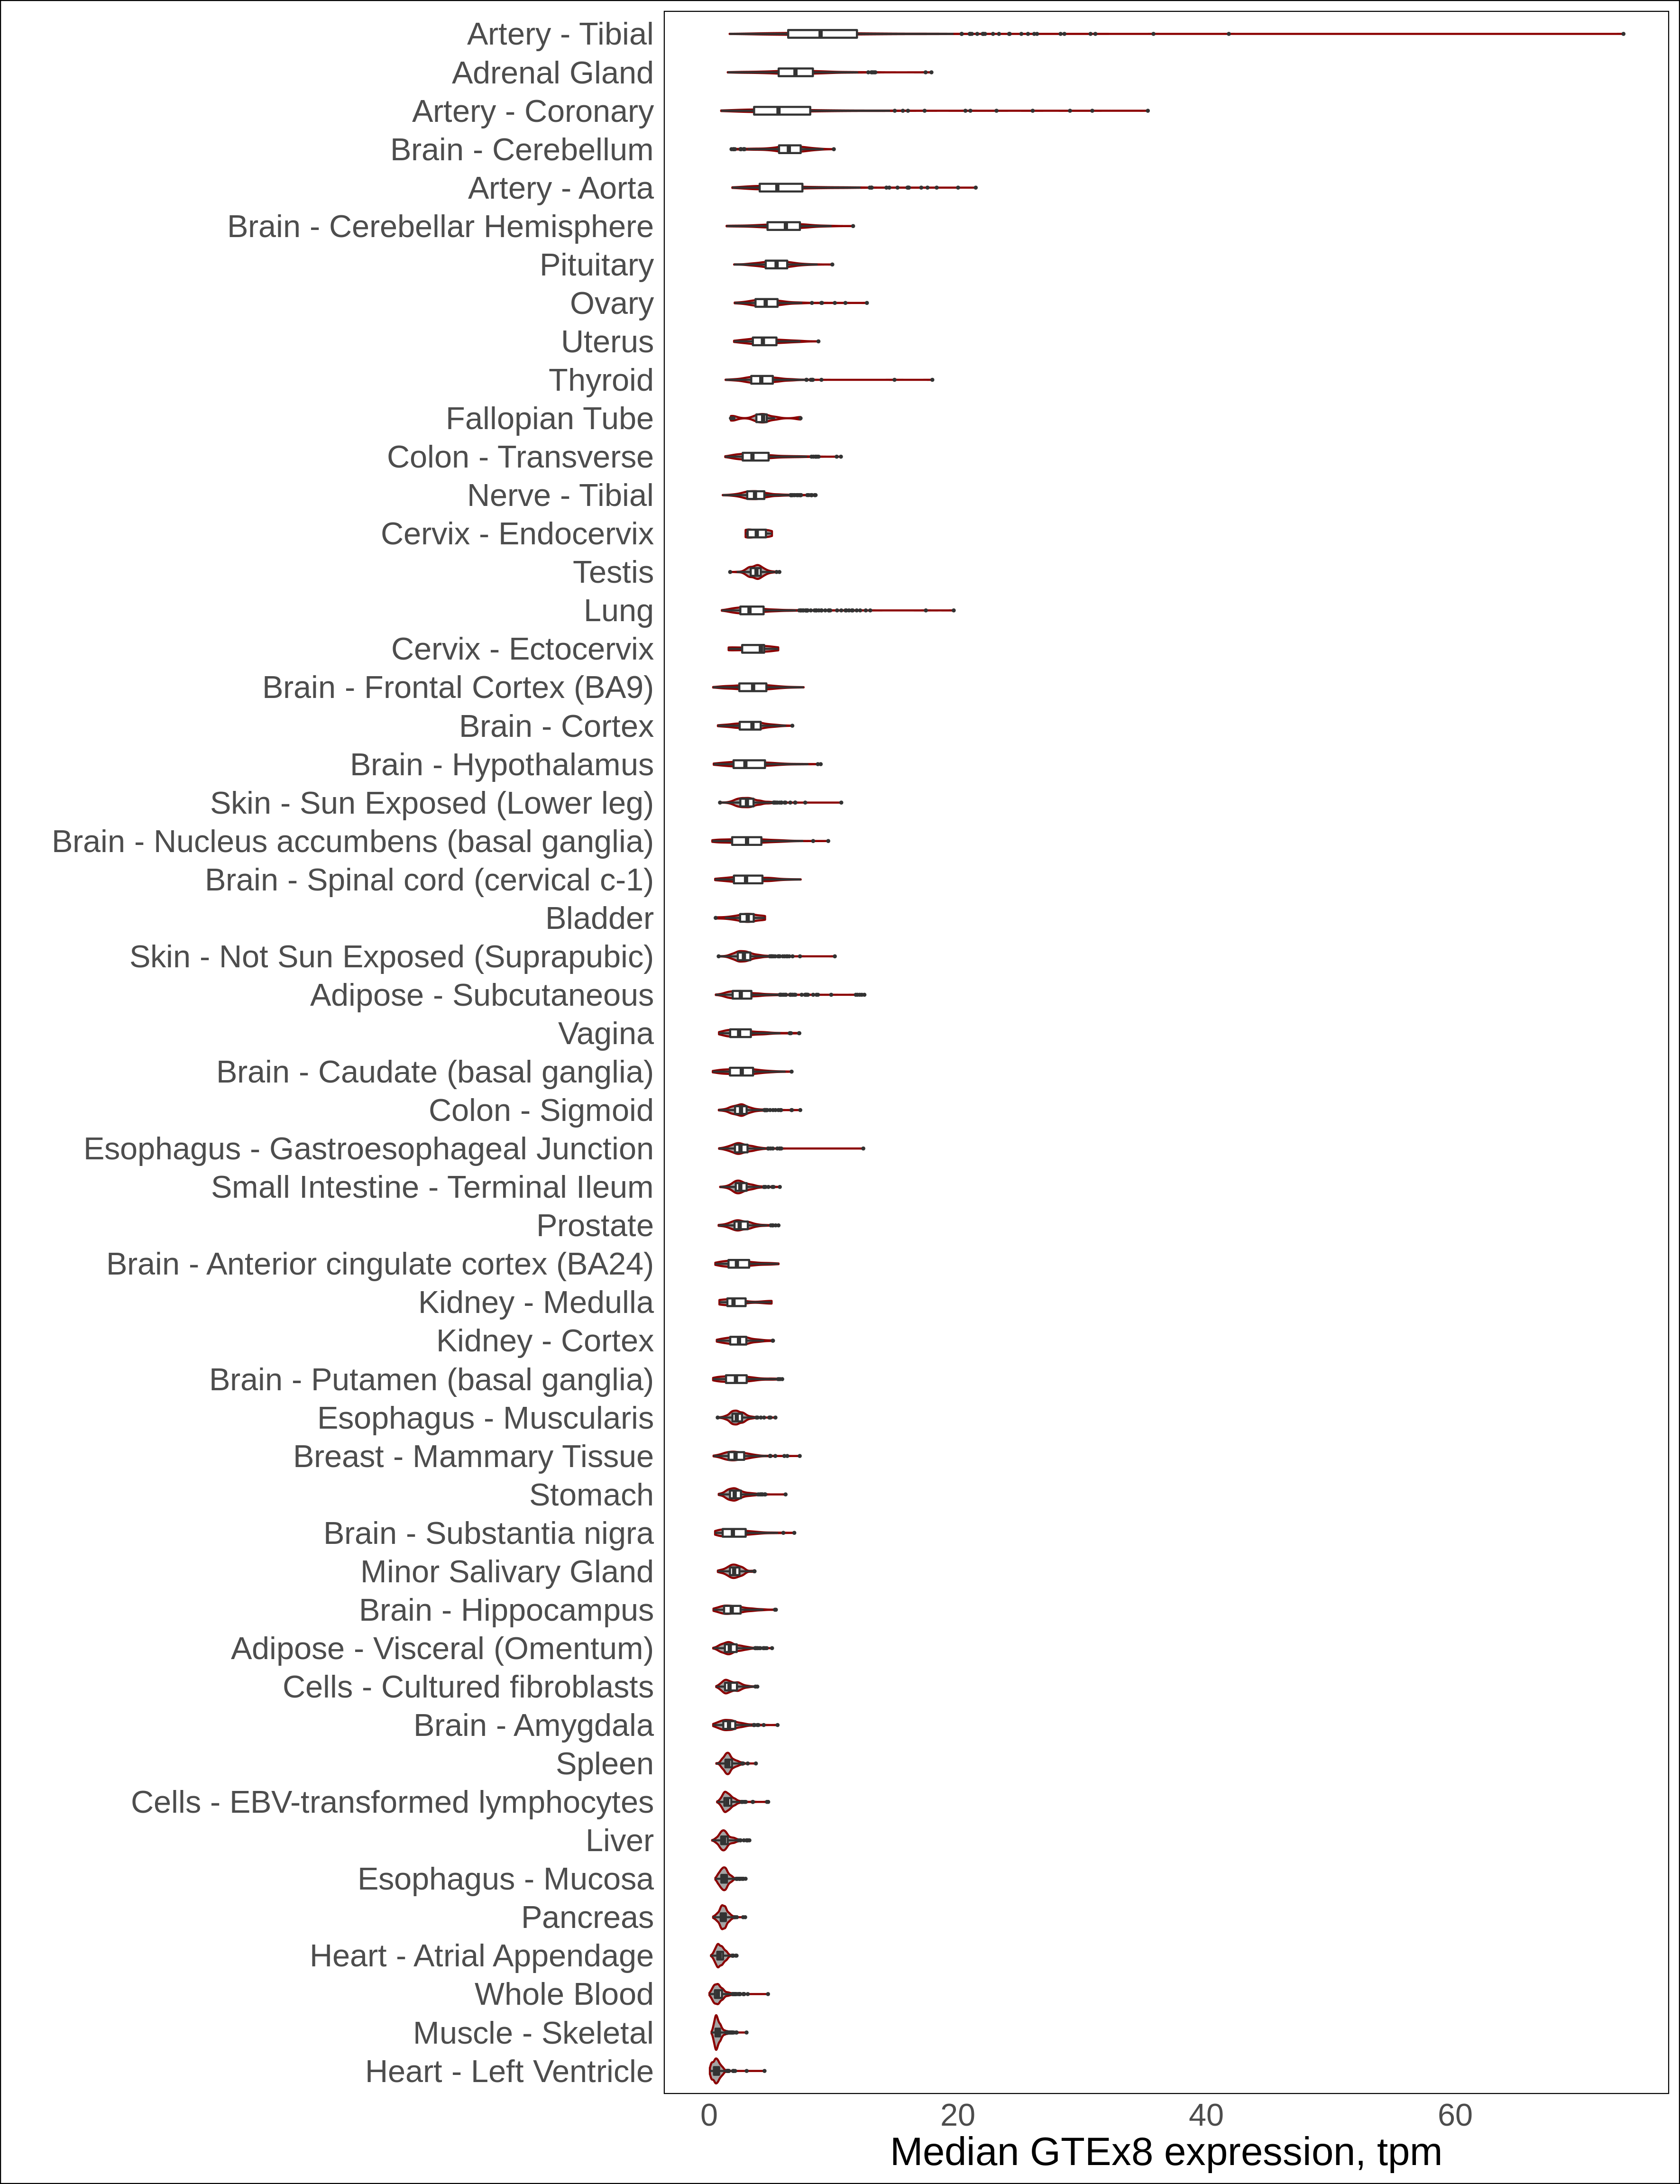 Artery - Tibial
Adrenal Gland
Artery - Coronary
Brain - Cerebellum
Artery - Aorta
Brain - Cerebellar Hemisphere
Pituitary
Ovary
Uterus
Thyroid
Fallopian Tube
Colon - Transverse
Nerve - Tibial
Cervix - Endocervix
Testis
Lung
Cervix - Ectocervix
Brain - Frontal Cortex (BA9)
Brain - Cortex
Brain - Hypothalamus
Skin - Sun Exposed (Lower leg)
Brain - Nucleus accumbens (basal ganglia)
Brain - Spinal cord (cervical c-1)
Bladder
Skin - Not Sun Exposed (Suprapubic)
Adipose - Subcutaneous
Vagina
Brain - Caudate (basal ganglia)
Colon - Sigmoid
Esophagus - Gastroesophageal Junction
Small Intestine - Terminal Ileum
Prostate
Brain - Anterior cingulate cortex (BA24)
Kidney - Medulla
Kidney - Cortex
Brain - Putamen (basal ganglia)
Esophagus - Muscularis
Breast - Mammary Tissue
Stomach
Brain - Substantia nigra
Minor Salivary Gland
Brain - Hippocampus
Adipose - Visceral (Omentum)
Cells - Cultured fibroblasts
Brain - Amygdala
Spleen
Cells - EBV-transformed lymphocytes
Liver
Esophagus - Mucosa
Pancreas
Heart - Atrial Appendage
Whole Blood
Muscle - Skeletal
Heart - Left Ventricle
0 20 40 60
Median GTEx8 expression, tpm